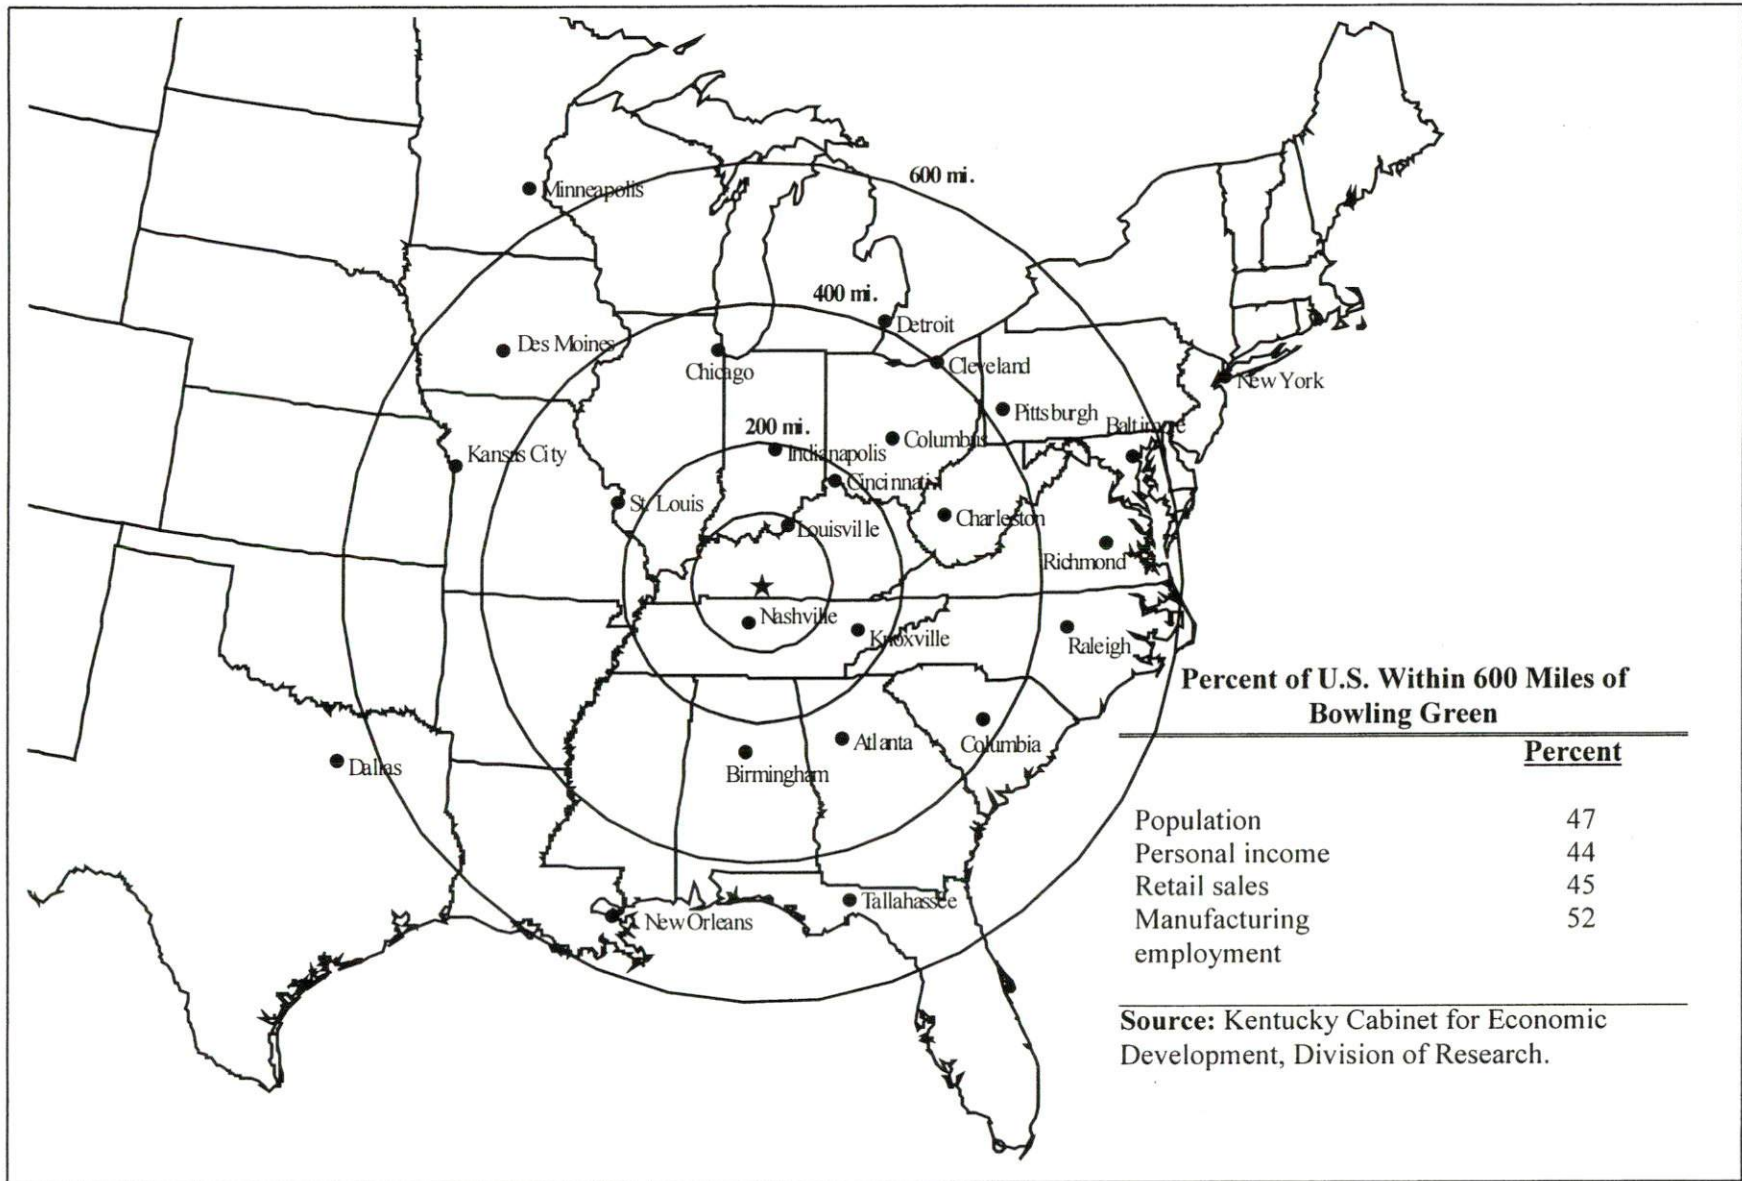 600 mi.
Minneapolis
400 mi.
Detroit
Des Moines
Chicago
Cleveland
New York
Pittsburgh
Baltimore
200 mi.
Columbus
Indianapolis
Kansas City
Cincinnati
St. Louis
Charleston
Louisville
Richmond
Nashville
Knoxville
Raleigh
Percent of U.S. Within 600 Miles of
Bowling Green
Percent
Atlanta
Columbia
Dallas
Birmingham
Population 47
Personal income 44
Retail sales 45
Manufacturing 52
employment
Tallahassee
New Orleans
Source: Kentucky Cabinet for Economic
Development, Division of Research.